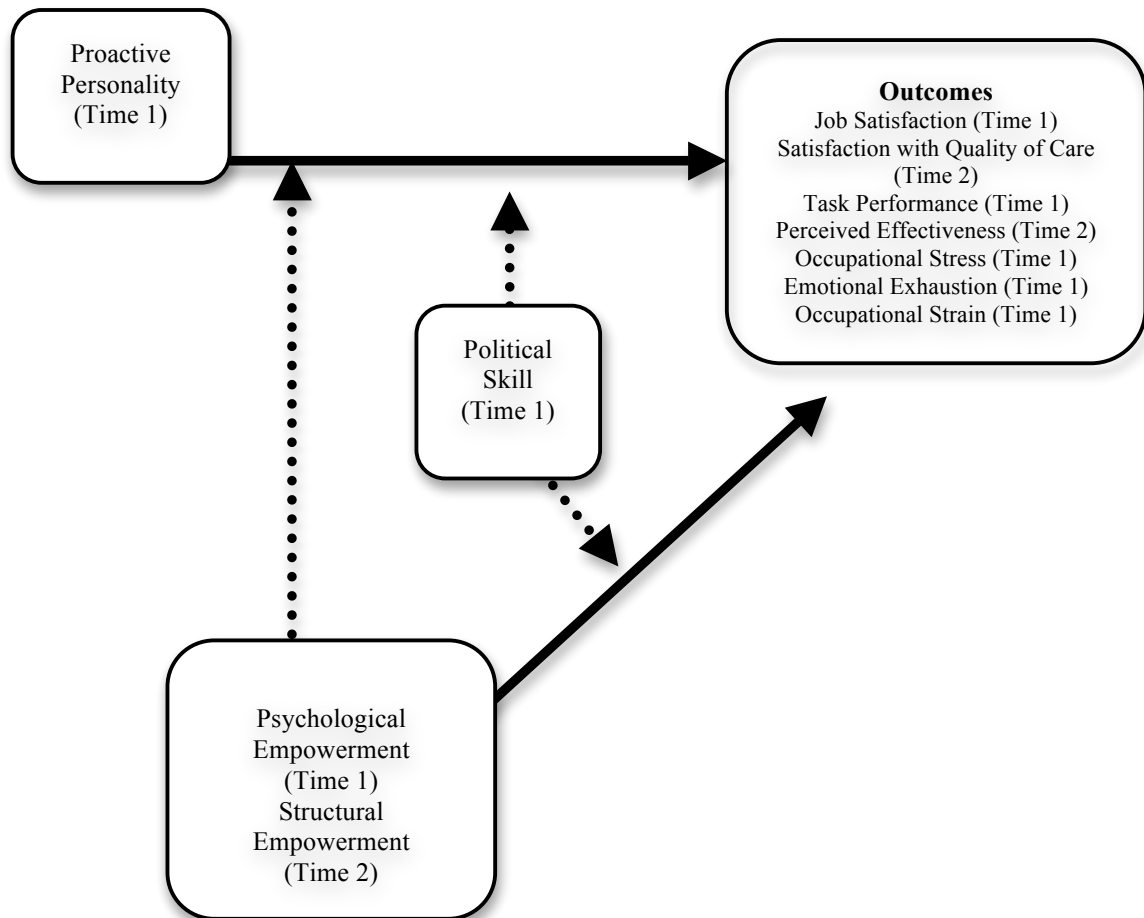 Proactive
Personality
(Time 1)
Outcomes
Job Satisfaction (Time 1)
Satisfaction with Quality of Care
(Time 2)
Task Performance (Time 1)
Perceived Effectiveness (Time 2)
Occupational Stress (Time 1)
Emotional Exhaustion (Time 1)
Occupational Strain (Time 1)
Political
Skill
(Time 1)
Psychological
Empowerment
(Time 1)
Structural
Empowerment
(Time 2)